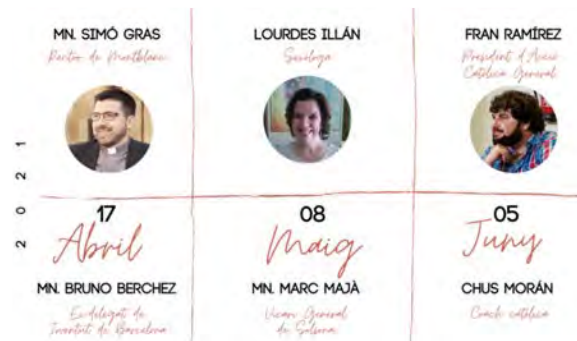 MN. SIMÓ GRAS
Rector de Montblanc
LOURDES ILLÁN
Sexóloga
FRAN RAMÍREZ
President d'Acció
Catòlica General
2021
17
Abril
08
Maig
05
Juny
MN. BRUNO BERCHEZ
Ex-delegat de
Joventut de Barcelona
MN. MARC MAJÀ
Vicari General
de Solsona
CHUS MORÁN
Coach catòlica